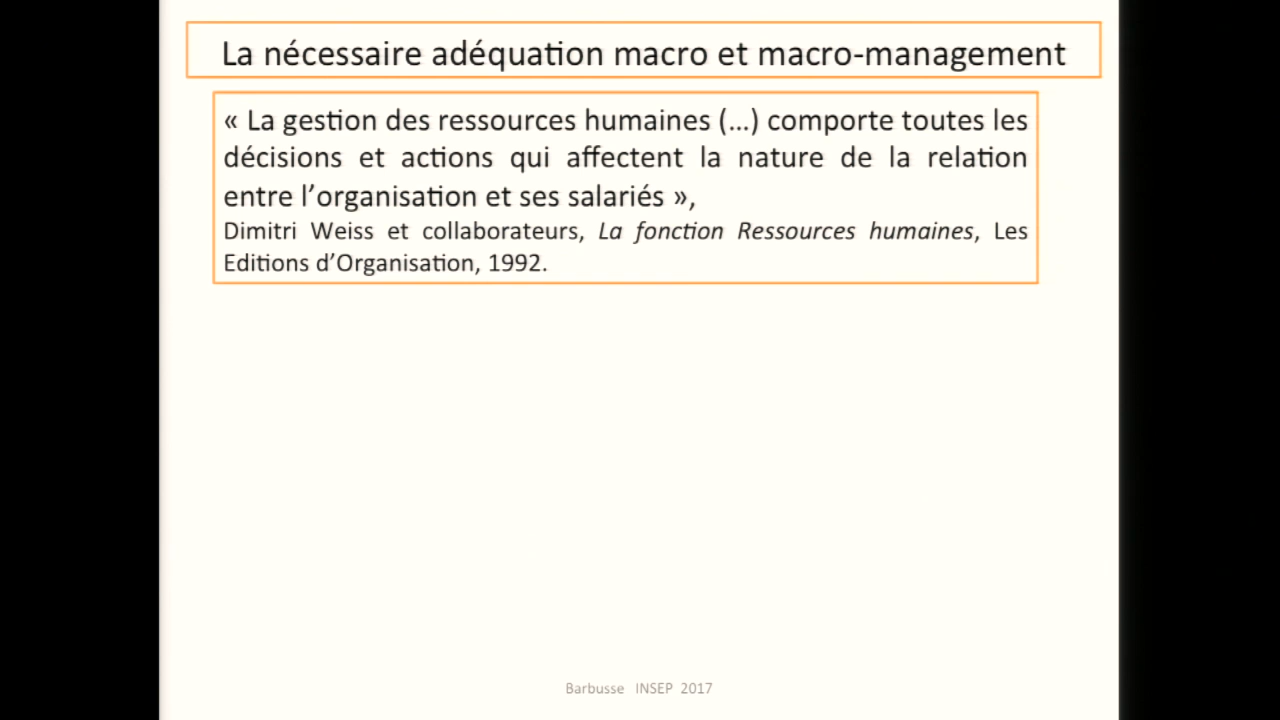 La nécessaire adéquation macro et macro-management
« La gestion des ressources humaines (…) comporte toutes les
décisions et actions qui affectent la nature de la relation
entre l’organisation et ses salariés »,
Dimitri Weiss et collaborateurs, La fonction Ressources humaines, Les
Editions d’Organisation, 1992.
Barbusse INSEP 2017